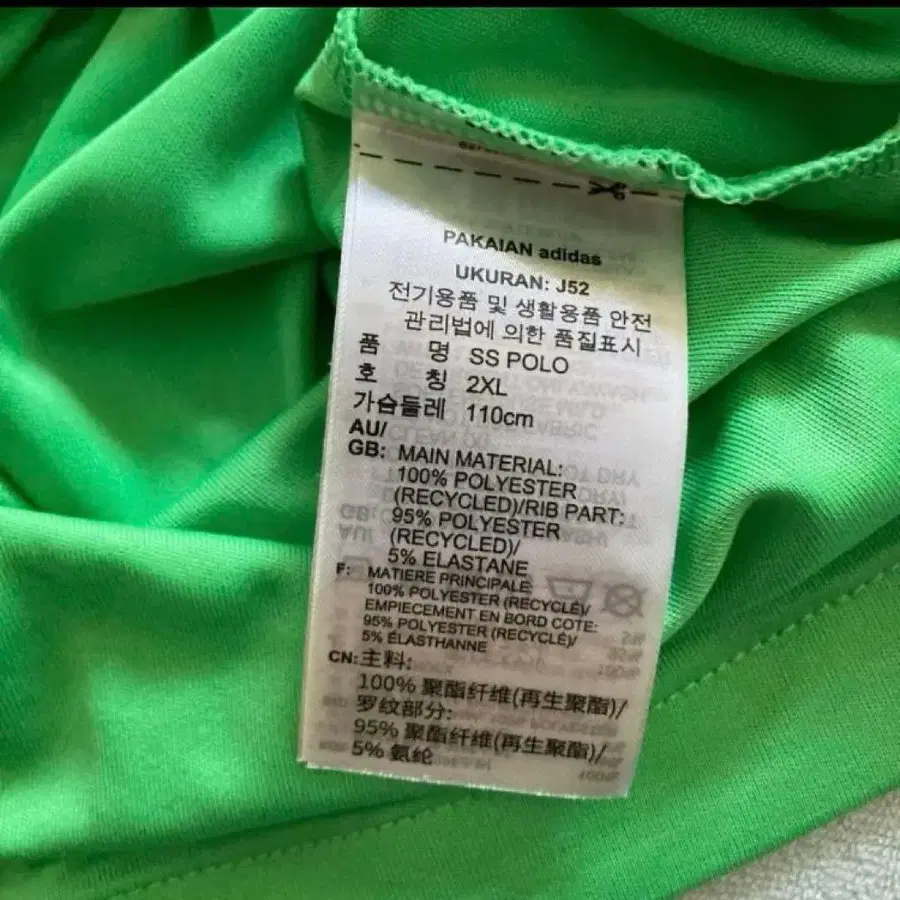 PAKAIAN adidas
UKURAN: J52
전기용품 및 생활용품 안전
관리법에 의한 품질표시
품 명 SS POLO
호 칭 2XL
가슴둘레 110cm
AU/
GB: MAIN MATERIAL:
100% POLYESTER
(RECYCLED)/RIB PART:
95% POLYESTER
(RECYCLED)/
5% ELASTANE
F: MATIERE PRINCIPALE:
100% POLYESTER (RECYCLÉ)/
EMPIECEMENT EN BORD COTE:
95% POLYESTER (RECYCLÉ)/
5% ÉLASTHANNE
CN: 主料:
100% 聚酯纤维(再生聚酯)/
罗纹部分:
95% 聚酯纤维(再生聚酯)/
5% 氨纶